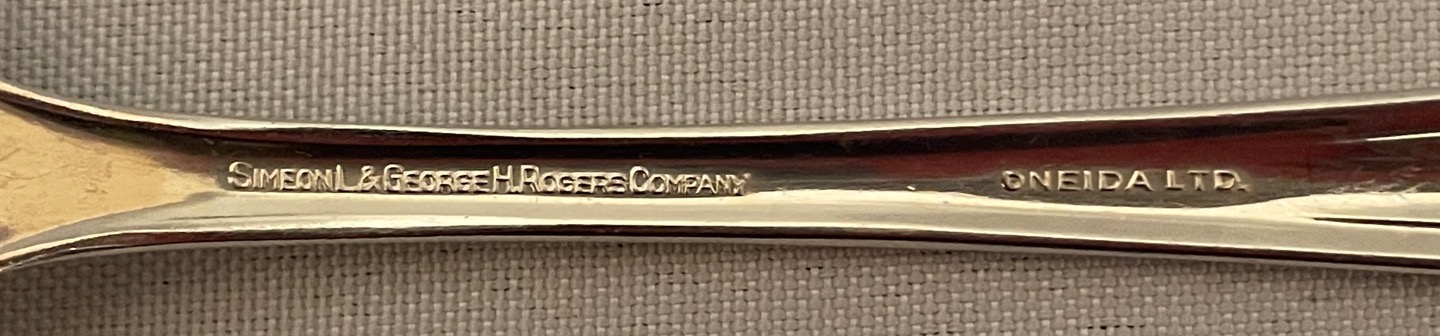 SIMEON L. & GEORGE H. ROGERS COMPANY ONEIDA LTD.